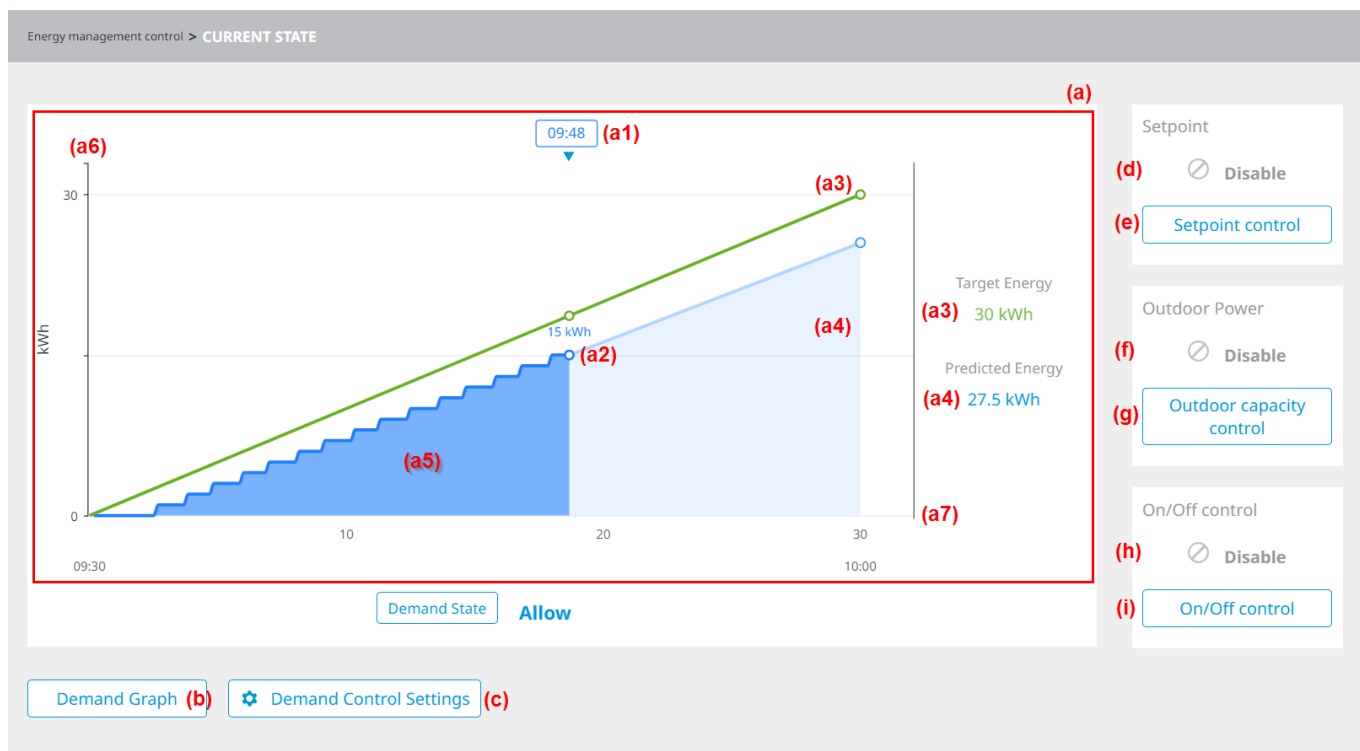 Energy management control > CURRENT STATE
(a)
(a6)
09:48 (a1)
30
(a3)
kWh
15 kWh
(a2)
(a4)
(a5)
Target Energy
(a3) 30 kWh
Predicted Energy
(a4) 27.5 kWh
0
(a7)
10 20 30
09:30 10:00
Demand State Allow
Setpoint
(d) Disable
(e) Setpoint control
Outdoor Power
(f) Disable
(g) Outdoor capacity
control
On/Off control
(h) Disable
(i) On/Off control
Demand Graph (b) Demand Control Settings (c)